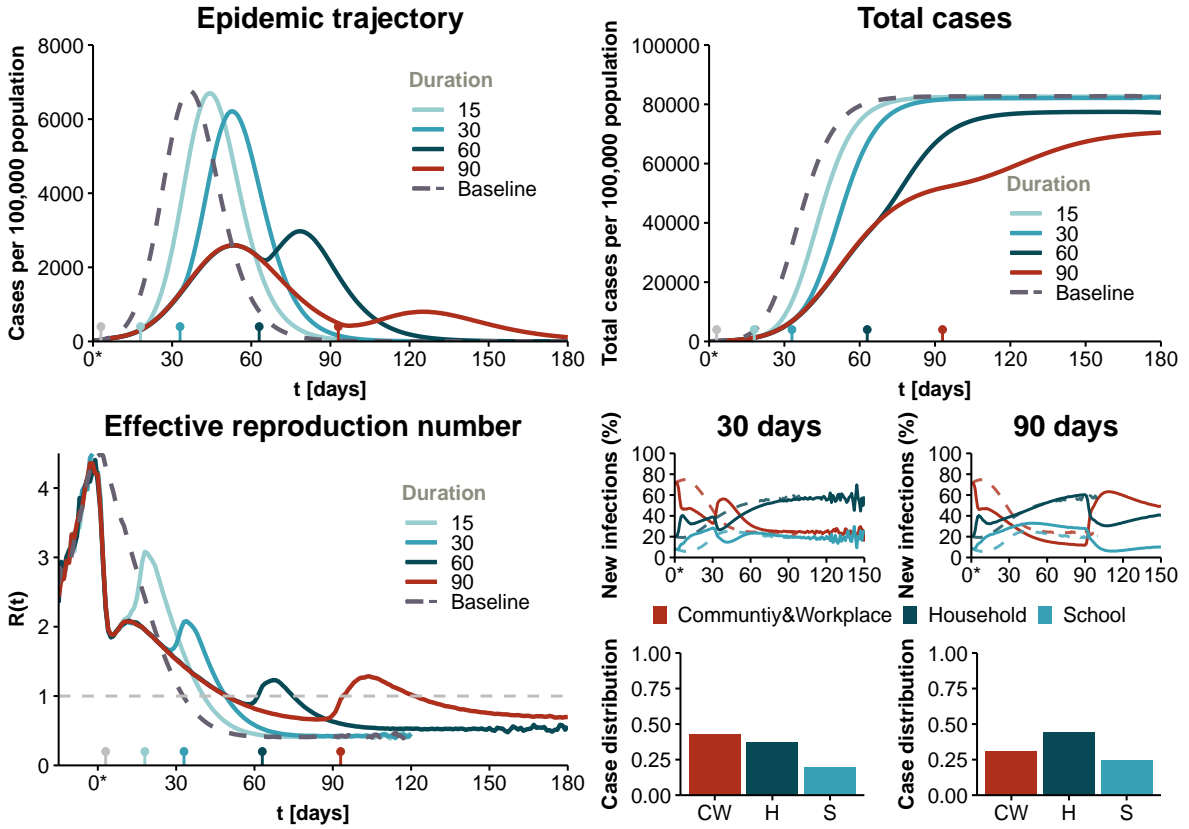 Epidemic trajectory
Cases per 100,000 population
8000
6000
4000
2000
0
Duration
15
30
60
90
Baseline
0* 30 60 90 120 150 180
t [days]
Total cases
Total cases per 100,000 population
100000
80000
60000
40000
20000
0
Duration
15
30
60
90
Baseline
0* 30 60 90 120 150 180
t [days]
Effective reproduction number
R(t)
4
3
2
1
0
Duration
15
30
60
90
Baseline
0* 30 60 90 120 150 180
t [days]
30 days
New infections (%)
100
80
60
40
20
0
0* 30 60 90 120 150
90 days
New infections (%)
100
80
60
40
20
0
0* 30 60 90 120 150
Communtiy&Workplace Household School
Case distribution
1.00
0.75
0.50
0.25
0.00
CW H S
Case distribution
1.00
0.75
0.50
0.25
0.00
CW H S